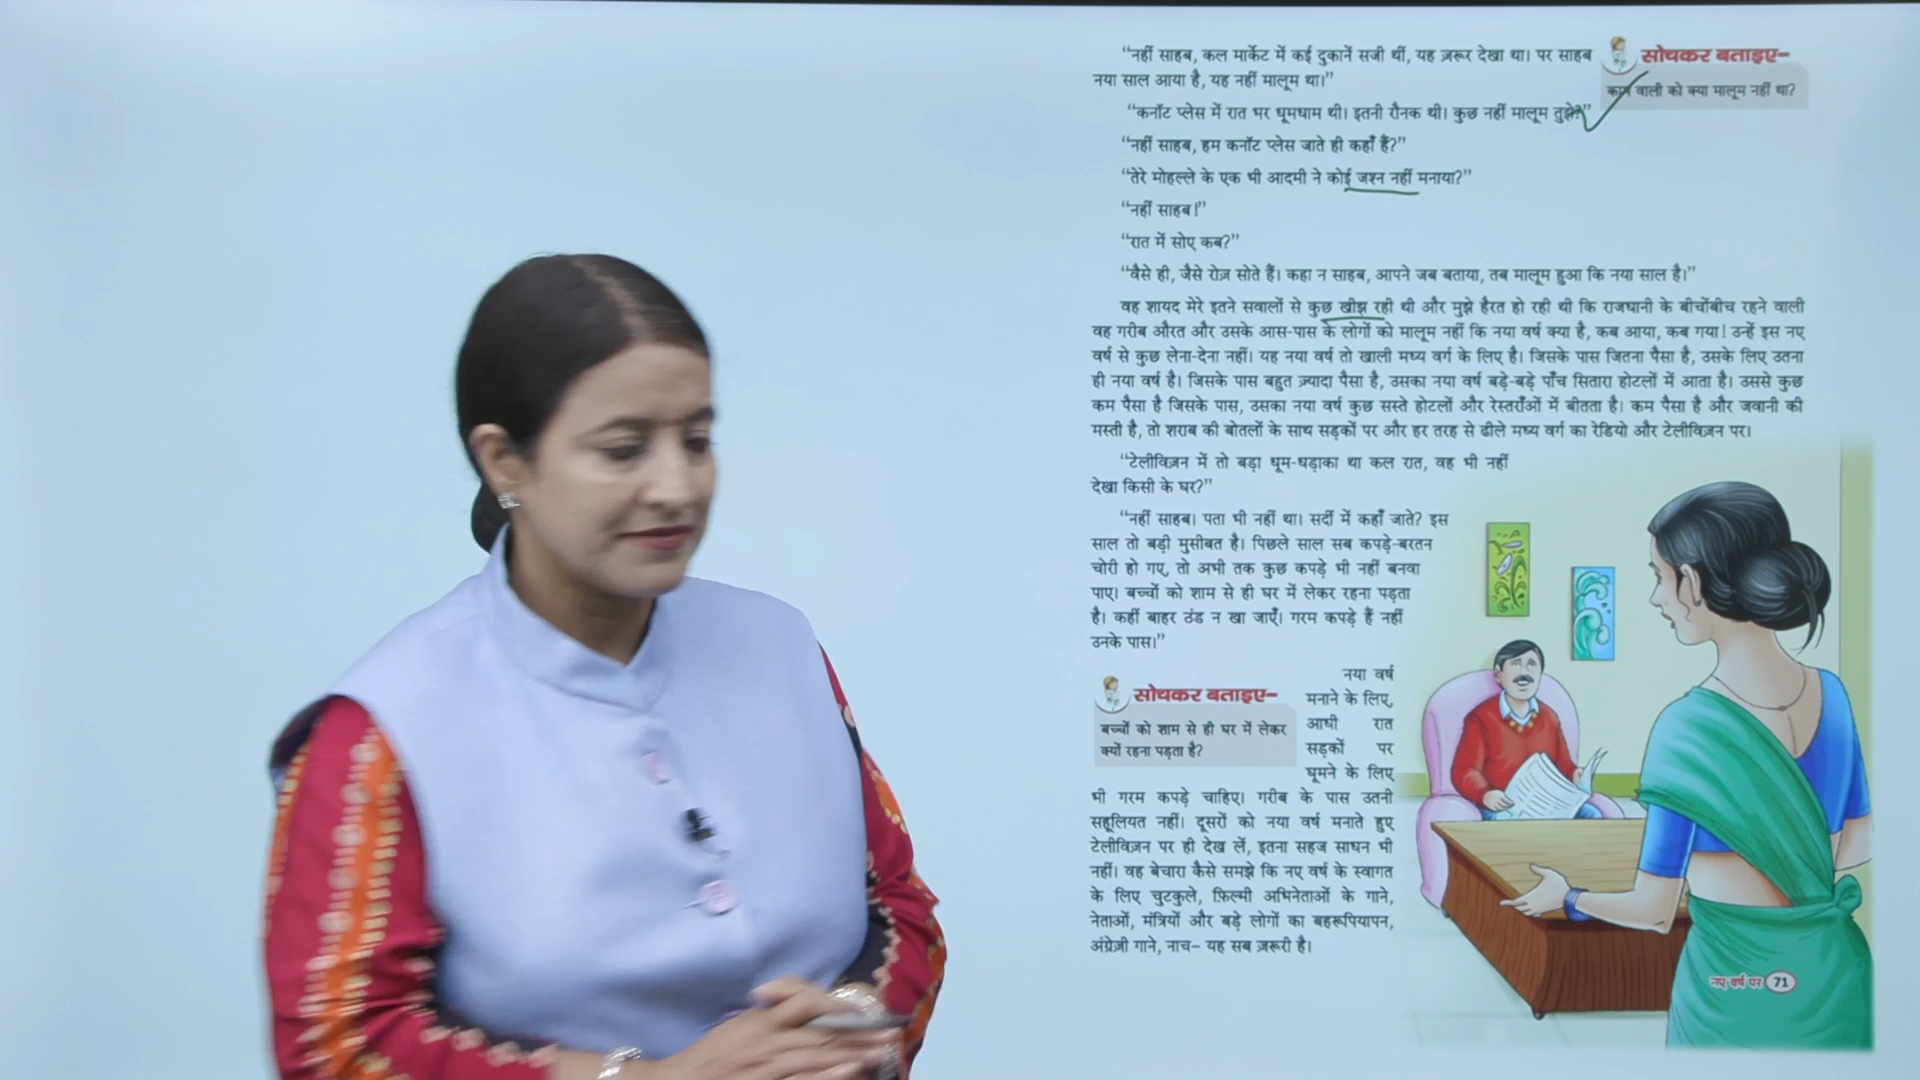 “नहीं साहब, कल मार्केट में कई दुकानें सजी थीं, यह ज़रूर देखा था। पर साहब
नया साल आया है, यह नहीं मालूम था।”
सोचकर बताइए–
काम वाली को क्या मालूम नहीं था?
“कनॉट प्लेस में रात भर धूमधाम थी। इतनी रौनक थी। कुछ नहीं मालूम तुझे?”
“नहीं साहब, हम कनॉट प्लेस जाते ही कहाँ हैं?”
“तेरे मोहल्ले के एक भी आदमी ने कोई जश्न नहीं मनाया?”
“नहीं साहब!”
“रात में सोए कब?”
“वैसे ही, जैसे रोज़ सोते हैं। कहा न साहब, आपने जब बताया, तब मालूम हुआ कि नया साल है।”
वह शायद मेरे इतने सवालों से कुछ खीझ रही थी और मुझे हैरत हो रही थी कि राजधानी के बीचोंबीच रहने वाली
वह गरीब औरत और उसके आस-पास के लोगों को मालूम नहीं कि नया वर्ष क्या है, कब आया, कब गया! उन्हें इस नए
वर्ष से कुछ लेना-देना नहीं। यह नया वर्ष तो खाली मध्य वर्ग के लिए है। जिसके पास जितना पैसा है, उसके लिए उतना
ही नया वर्ष है। जिसके पास बहुत ज़्यादा पैसा है, उसका नया वर्ष बड़े-बड़े पाँच सितारा होटलों में आता है। उससे कुछ
कम पैसा है जिसके पास, उसका नया वर्ष कुछ सस्ते होटलों और रेस्तराँओं में बीतता है। कम पैसा है और जवानी की
मस्ती है, तो शराब की बोतलों के साथ सड़कों पर और हर तरह से ढीले मध्य वर्ग का रेडियो और टेलीविज़न पर।
“टेलीविज़न में तो बड़ा धूम-धड़ाका था कल रात, वह भी नहीं
देखा किसी के घर?”
“नहीं साहब। पता भी नहीं था। सर्दी में कहाँ जाते? इस
साल तो बड़ी मुसीबत है। पिछले साल सब कपड़े-बरतन
चोरी हो गए, तो अभी तक कुछ कपड़े भी नहीं बनवा
पाए। बच्चों को शाम से ही घर में लेकर रहना पड़ता
है। कहीं बाहर ठंड न खा जाएँ। गरम कपड़े हैं नहीं
उनके पास।”
सोचकर बताइए–
बच्चों को शाम से ही घर में लेकर
क्यों रहना पड़ता है?
नया वर्ष
मनाने के लिए,
आधी रात
सड़कों पर
घूमने के लिए
भी गरम कपड़े चाहिए। गरीब के पास उतनी
सहूलियत नहीं। दूसरों को नया वर्ष मनाते हुए
टेलीविज़न पर ही देख लें, इतना सहज साधन भी
नहीं। वह बेचारा कैसे समझे कि नए वर्ष के स्वागत
के लिए चुटकुले, फ़िल्मी अभिनेताओं के गाने,
नेताओं, मंत्रियों और बड़े लोगों का बहरूपियापन,
अंग्रेज़ी गाने, नाच– यह सब ज़रूरी है।
नए वर्ष पर 71